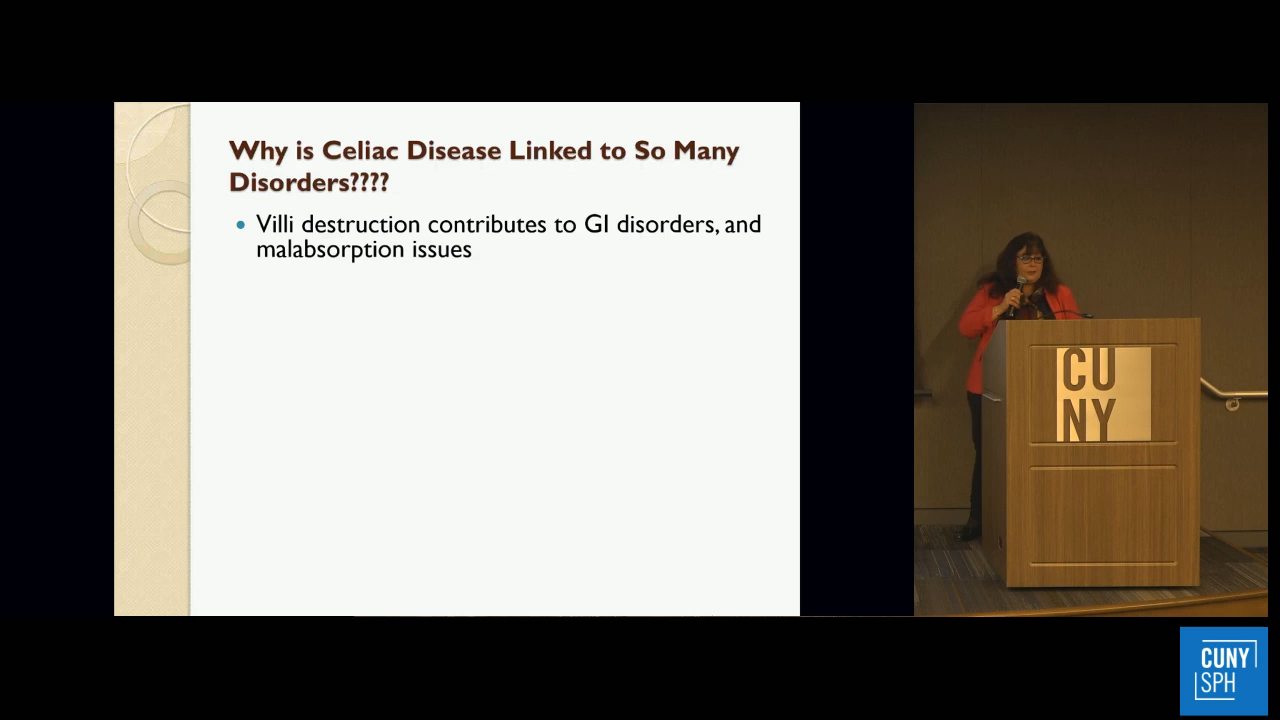 Why is Celiac Disease Linked to So Many
Disorders????
• Villi destruction contributes to GI disorders, and
malabsorption issues
CU
NY
CUNY
SPH